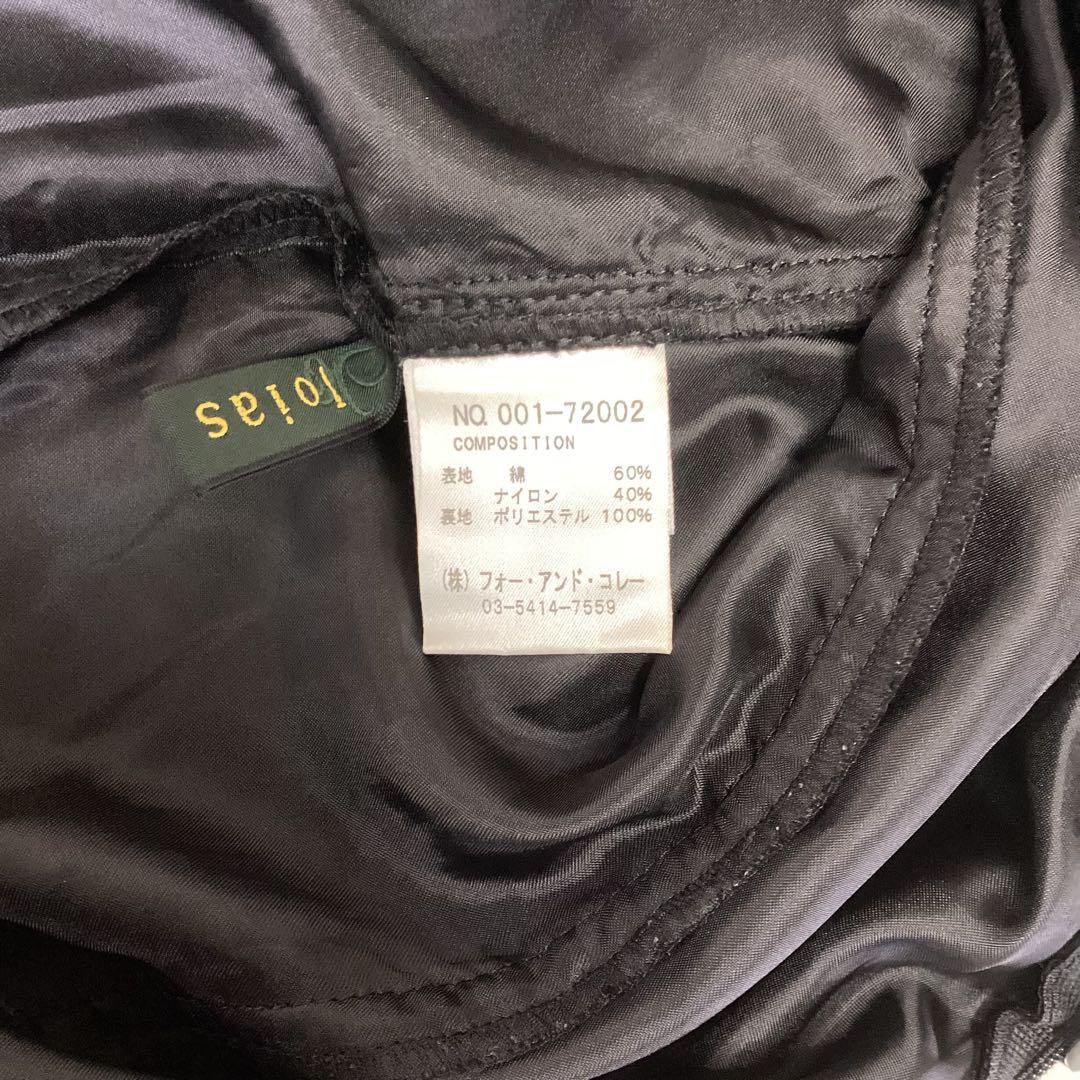 loias
NO. 001-72002
COMPOSITION
表地 綿 60%
ナイロン 40%
裏地 ポリエステル 100%
(株) フォー・アンド・コレー
03-5414-7559